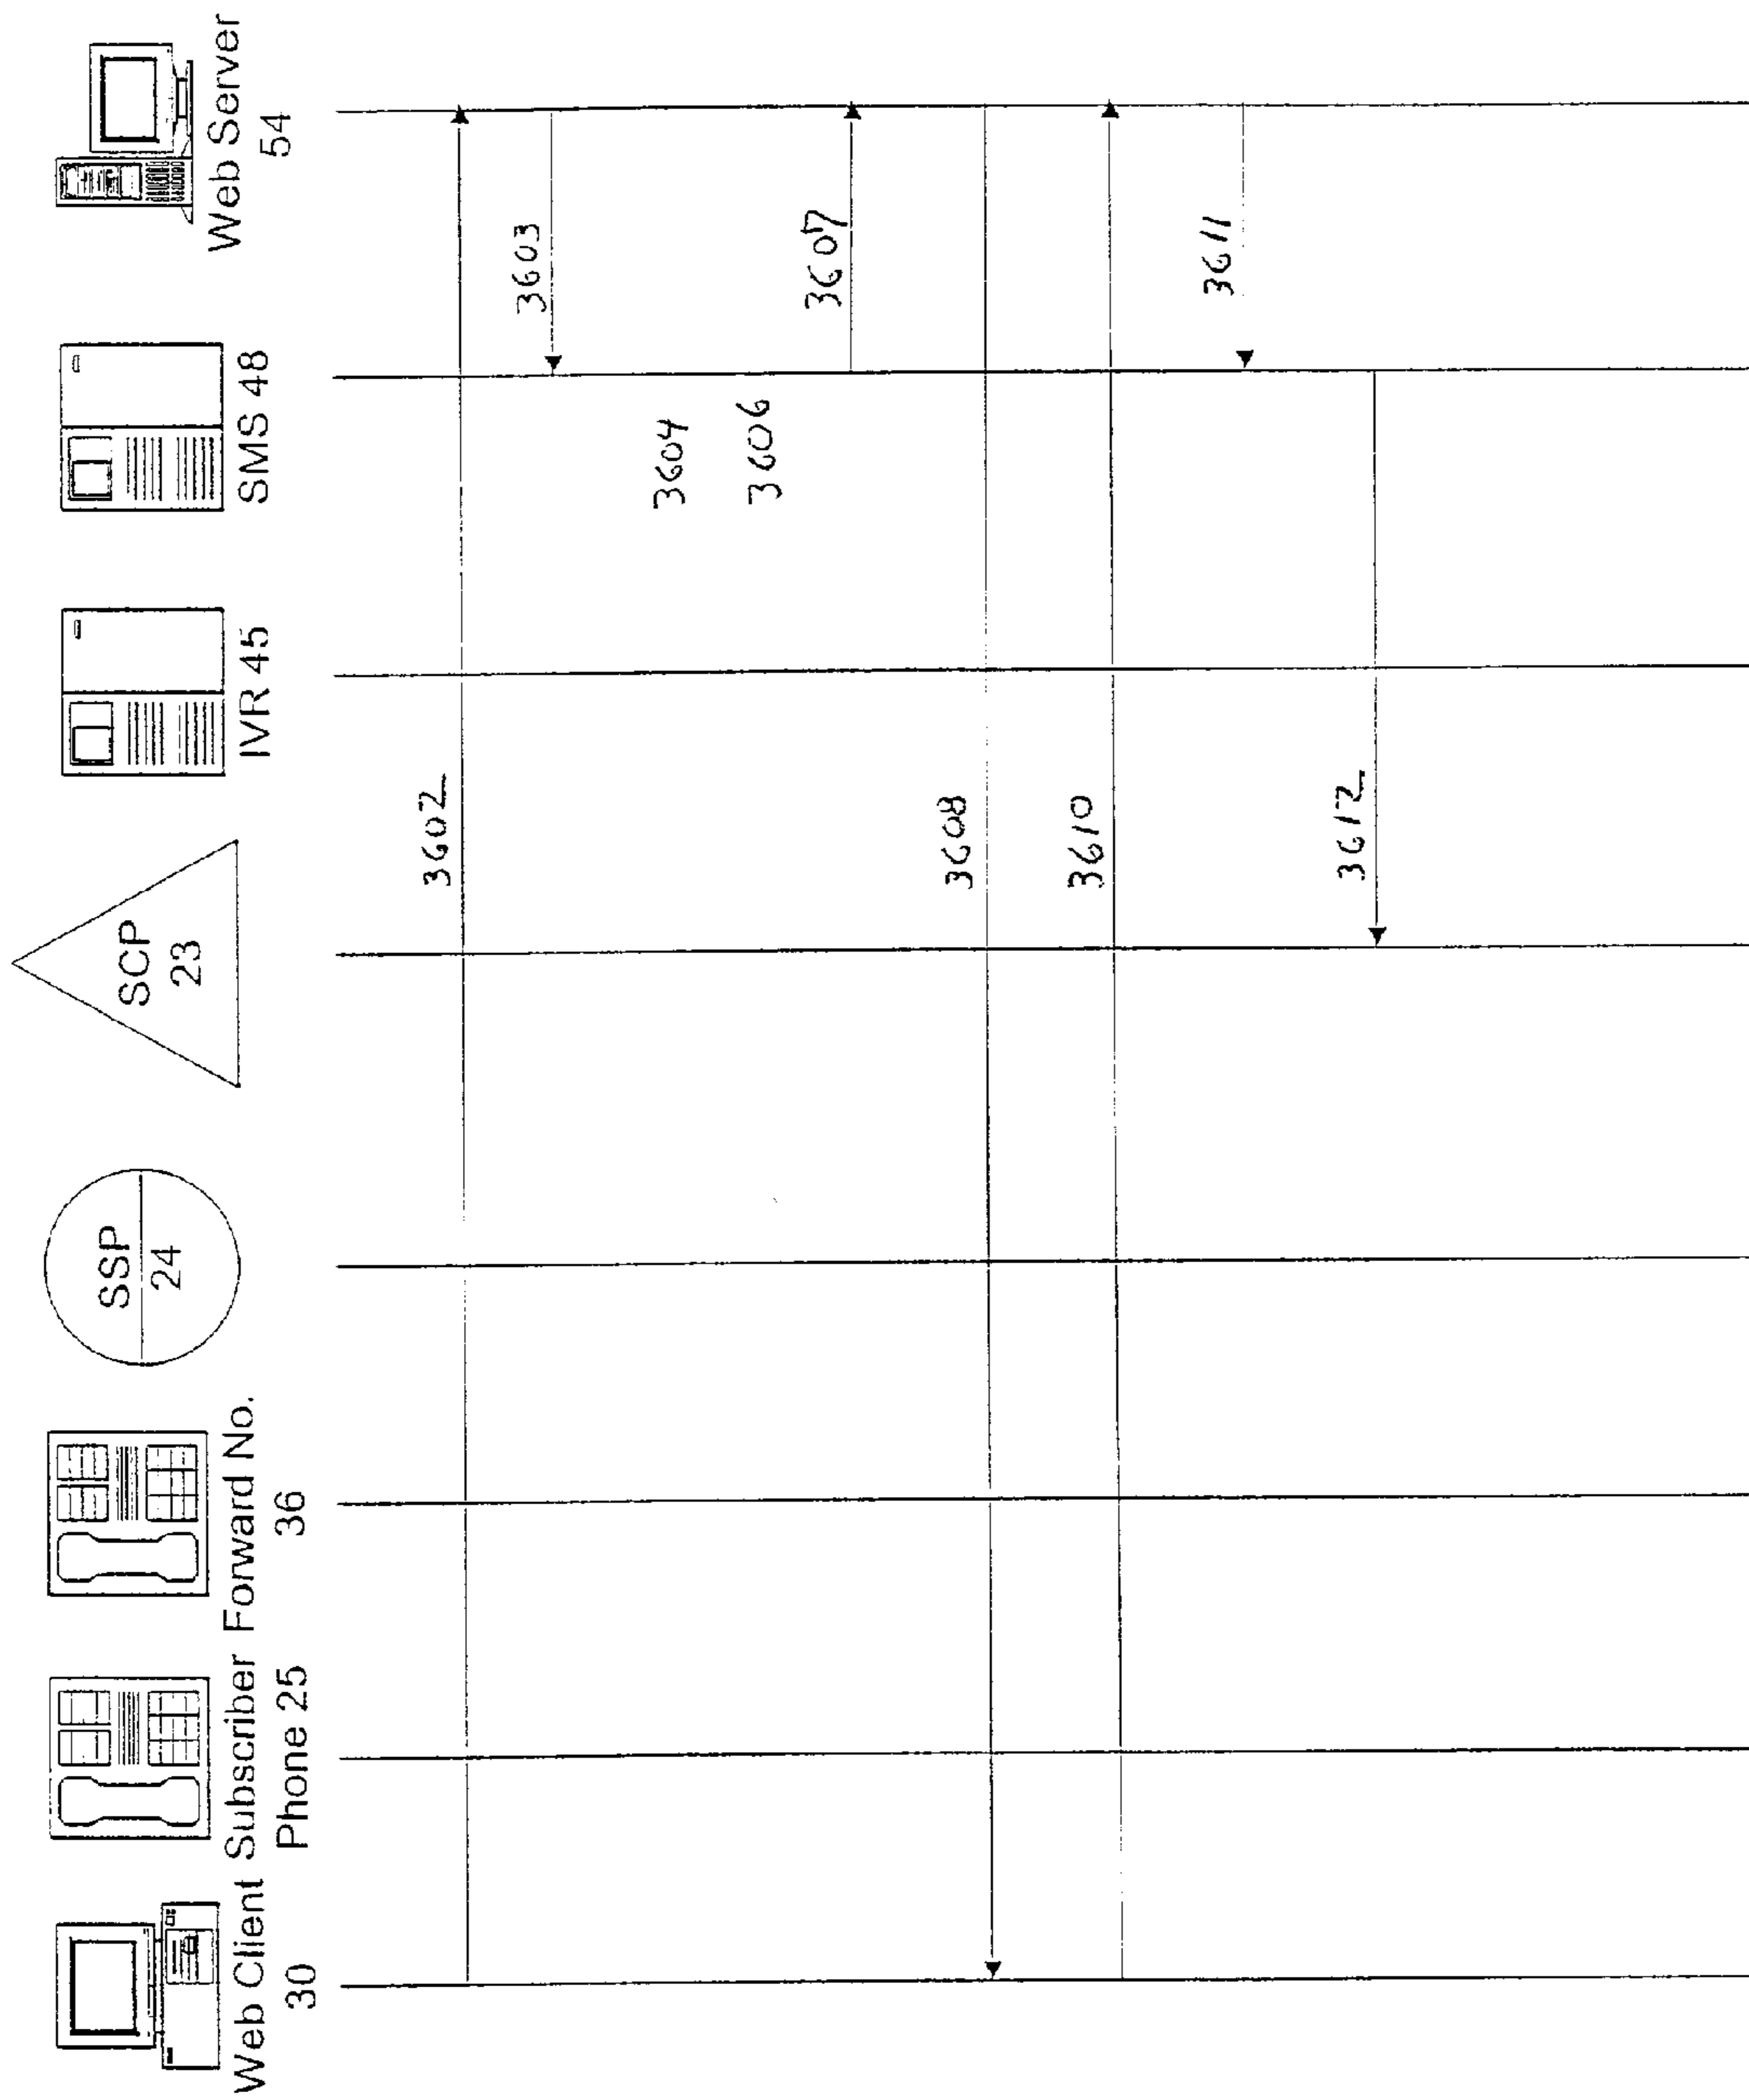 Web Client
30
Subscriber
Phone 25
Forward No.
36
SSP
24
SCP
23
IVR 45
SMS 48
Web Server
54
3602
3603
3604
3606
3607
3608
3610
3611
3612